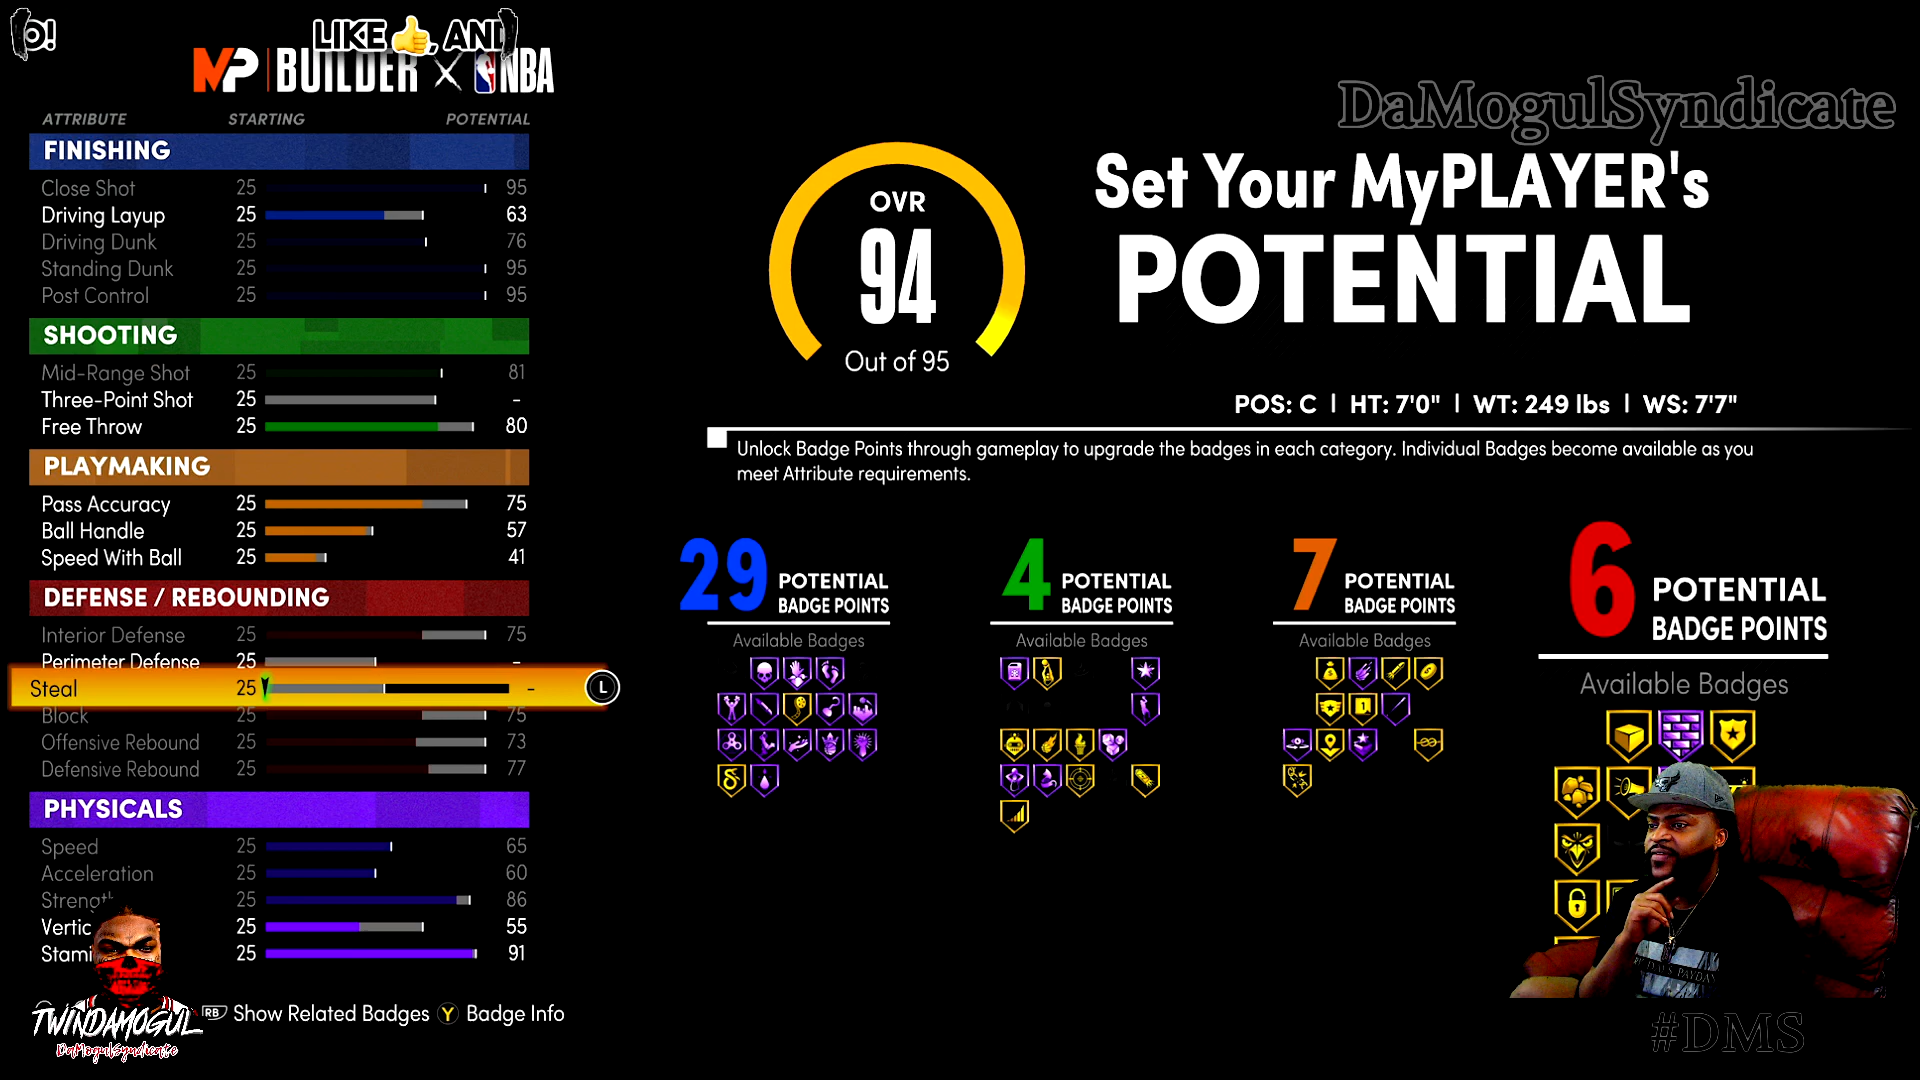 LIKE 👍, AND
MP | BUILDER X NBA
DaMogulSyndicate
ATTRIBUTE STARTING POTENTIAL
FINISHING
Close Shot 25 95
Driving Layup 25 63
Driving Dunk 25 76
Standing Dunk 25 95
Post Control 25 95
SHOOTING
Mid-Range Shot 25 81
Three-Point Shot 25 -
Free Throw 25 80
PLAYMAKING
Pass Accuracy 25 75
Ball Handle 25 57
Speed With Ball 25 41
DEFENSE / REBOUNDING
Interior Defense 25 75
Perimeter Defense 25 -
Steal 25 - L
Block 25 75
Offensive Rebound 25 73
Defensive Rebound 25 77
PHYSICALS
Speed 25 65
Acceleration 25 60
Strengt 25 86
Vertic 25 55
Stami 25 91
RB Show Related Badges Y Badge Info
TWINDAMOGUL
DaMogulSyndicate
OVR
94
Out of 95
Set Your MyPLAYER's
POTENTIAL
POS: C | HT: 7'0" | WT: 249 lbs | WS: 7'7"
Unlock Badge Points through gameplay to upgrade the badges in each category. Individual Badges become available as you
meet Attribute requirements.
29 POTENTIAL
BADGE POINTS
Available Badges
4 POTENTIAL
BADGE POINTS
Available Badges
7 POTENTIAL
BADGE POINTS
Available Badges
6 POTENTIAL
BADGE POINTS
Available Badges
#DMS